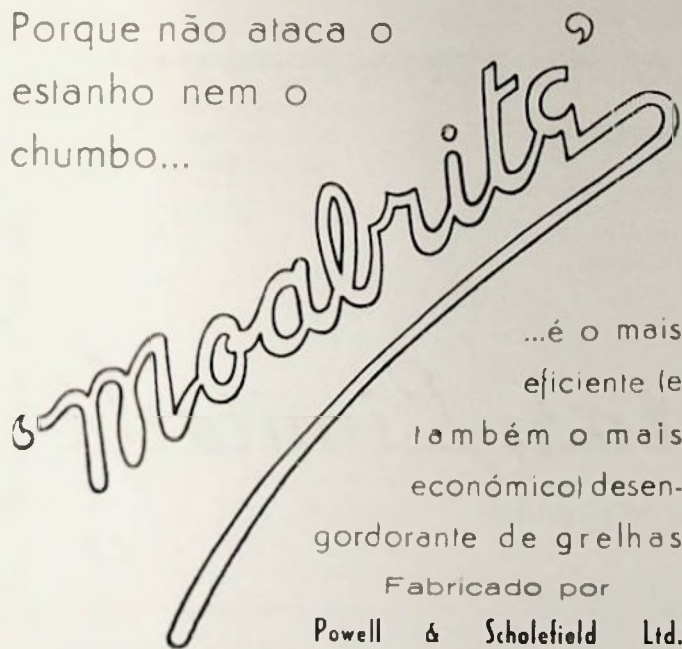 Porque não ataca o
estanho nem o
chumbo...
'moabrite'
...é o mais
eficiente (e
também o mais
económico) desen-
gordorante de grelhas
Fabricado por
Powell & Scholefield Ltd.